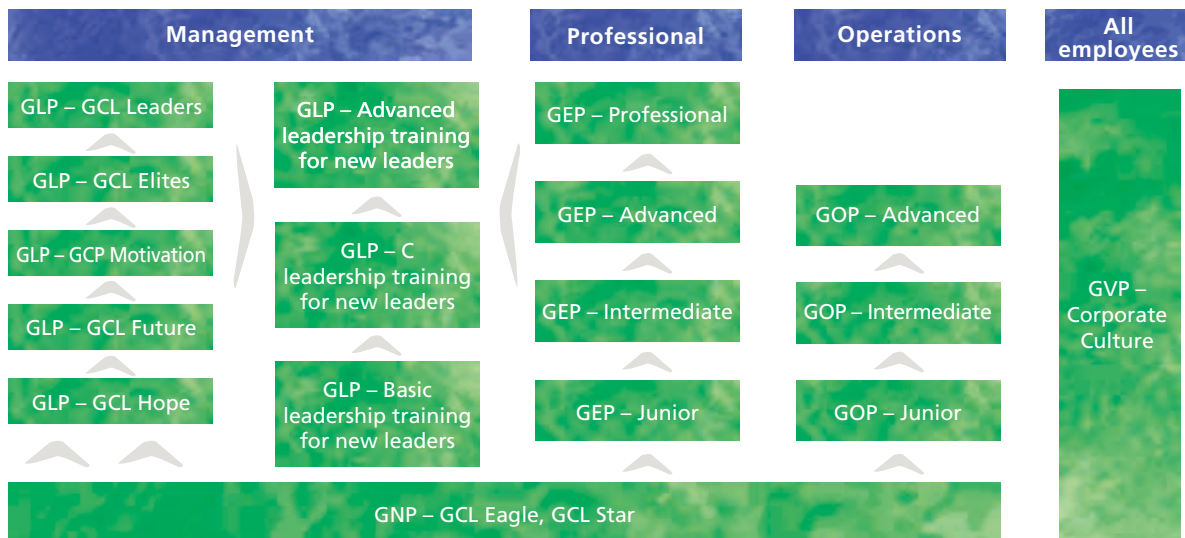 Management
Professional
Operations
All
employees
GLP – GCL Leaders
GLP – GCL Elites
GLP – GCP Motivation
GLP – GCL Future
GLP – GCL Hope
GLP – Advanced
leadership training
for new leaders
GLP – C
leadership training
for new leaders
GLP – Basic
leadership training
for new leaders
GEP – Professional
GEP – Advanced
GEP – Intermediate
GEP – Junior
GOP – Advanced
GOP – Intermediate
GOP – Junior
GVP –
Corporate
Culture
GNP – GCL Eagle, GCL Star